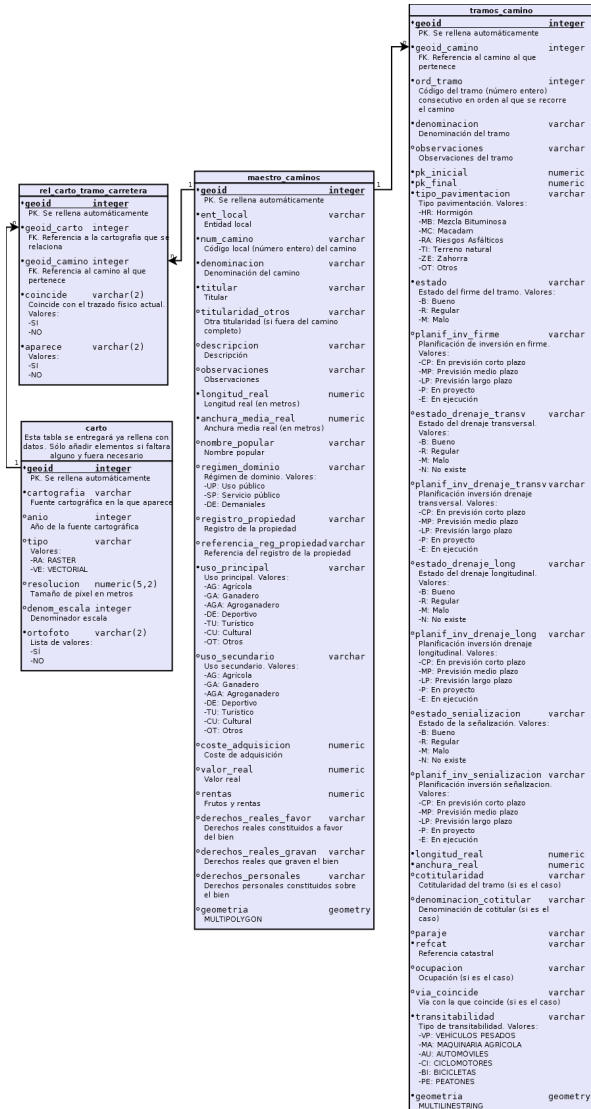 rel_carto_tramo_carretera
geoid integer
PK. Se rellena automáticamente
geoid_carto integer
FK. Referencia a la cartografia que se
relaciona
geoid_camino integer
FK. Referencia al camino al que
pertenece
coincide varchar(2)
Coincide con el trazado físico actual.
Valores:
-SI
-NO
aparece varchar(2)
Valores:
-SI
-NO
carto
Esta tabla se entregará ya rellena con
datos. Sólo añadir elementos si faltara
alguno y fuera necesario
geoid integer
PK. Se rellena automáticamente
cartografia varchar
Fuente cartográfica en la que aparece
anio integer
Año de la fuente cartográfica
tipo varchar
Valores:
-RA: RASTER
-VE: VECTORIAL
resolucion numeric(5,2)
Tamaño de pixel en metros
denom_escala integer
Denominador escala
ortofoto varchar(2)
Lista de valores:
-SI
-NO
1
maestro_caminos
geoid integer
PK. Se rellena automáticamente
ent_local varchar
Entidad local
num_camino varchar
Código local (número entero) del camino
denominacion varchar
Denominación del camino
titular varchar
Titular
titularidad_otros varchar
Otra titularidad (si fuera del camino
completo)
descripcion varchar
Descripción
observaciones varchar
Observaciones
longitud_real numeric
Longitud real (en metros)
anchura_media_real numeric
Anchura media real (en metros)
nombre_popular varchar
Nombre popular
regimen_dominio varchar
Régimen de dominio. Valores:
-UP: Uso público
-SP: Servicio público
-DE: Demaniales
registro_propiedad varchar
Registro de la propiedad
referencia_reg_propiedad varchar
Referencia del registro de la propiedad
uso_principal varchar
Uso principal. Valores:
-AG: Agrícola
-GA: Ganadero
-AGA: Agroganadero
-DE: Deportivo
-TU: Turístico
-CU: Cultural
-OT: Otros
uso_secundario varchar
Uso secundario. Valores:
-AG: Agrícola
-GA: Ganadero
-AGA: Agroganadero
-DE: Deportivo
-TU: Turístico
-CU: Cultural
-OT: Otros
coste_adquisicion numeric
Coste de adquisición
valor_real numeric
Valor real
rentas numeric
Frutos y rentas
derechos_reales_favor varchar
Derechos reales constituidos a favor
del bien
derechos_reales_gravan varchar
Derechos reales que graven el bien
derechos_personales varchar
Derechos personales constituidos sobre
el bien
geometria geometry
MULTIPOLYGON
1
1
tramos_camino
geoid integer
PK. Se rellena automáticamente
geoid_camino integer
FK. Referencia al camino al que
pertenece
ord_tramo integer
Código del tramo (número entero)
consecutivo en orden al que se recorre
el camino
denominacion varchar
Denominación del tramo
observaciones varchar
Observaciones del tramo
pk_inicial numeric
pk_final numeric
tipo_pavimentacion varchar
Tipo pavimentación. Valores:
-HR: Hormigón
-MB: Mezcla Bituminosa
-MC: Macadam
-RA: Riesgos Asfálticos
-TI: Terreno natural
-ZE: Zahorra
-OT: Otros
estado varchar
Estado del firme del tramo. Valores:
-B: Bueno
-R: Regular
-M: Malo
planif_inv_firme varchar
Planificación de inversión en firme.
Valores:
-CP: En previsión corto plazo
-MP: Previsión medio plazo
-LP: Previsión largo plazo
-P: En proyecto
-E: En ejecución
estado_drenaje_transv varchar
Estado del drenaje transversal.
Valores:
-B: Bueno
-R: Regular
-M: Malo
-N: No existe
planif_inv_drenaje_transv varchar
Planificación inversión drenaje
transversal. Valores:
-CP: En previsión corto plazo
-MP: Previsión medio plazo
-LP: Previsión largo plazo
-P: En proyecto
-E: En ejecución
estado_drenaje_long varchar
Estado del drenaje longitudinal.
Valores:
-B: Bueno
-R: Regular
-M: Malo
-N: No existe
planif_inv_drenaje_long varchar
Planificación inversión drenaje
longitudinal. Valores:
-CP: En previsión corto plazo
-MP: Previsión medio plazo
-LP: Previsión largo plazo
-P: En proyecto
-E: En ejecución
estado_senializacion varchar
Estado de la señalización. Valores:
-B: Bueno
-R: Regular
-M: Malo
-N: No existe
planif_inv_senializacion varchar
Planificación inversión señalizacion.
Valores:
-CP: En previsión corto plazo
-MP: Previsión medio plazo
-LP: Previsión largo plazo
-P: En proyecto
-E: En ejecución
longitud_real numeric
anchura_real numeric
cotitularidad varchar
Cotitularidad del tramo (si es el caso)
denominacion_cotitular varchar
Denominación de cotitular (si es el
caso)
paraje varchar
refcat varchar
Referencia catastral
ocupacion varchar
Ocupación (si es el caso)
via_coincide varchar
Vía con la que coincide (si es el caso)
transitabilidad varchar
Tipo de transitabilidad. Valores:
-VP: VEHÍCULOS PESADOS
-MA: MAQUINARIA AGRÍCOLA
-AU: AUTOMÓVILES
-CI: CICLOMOTORES
-BI: BICICLETAS
-PE: PEATONES
geometria geometry
MULTILINESTRING